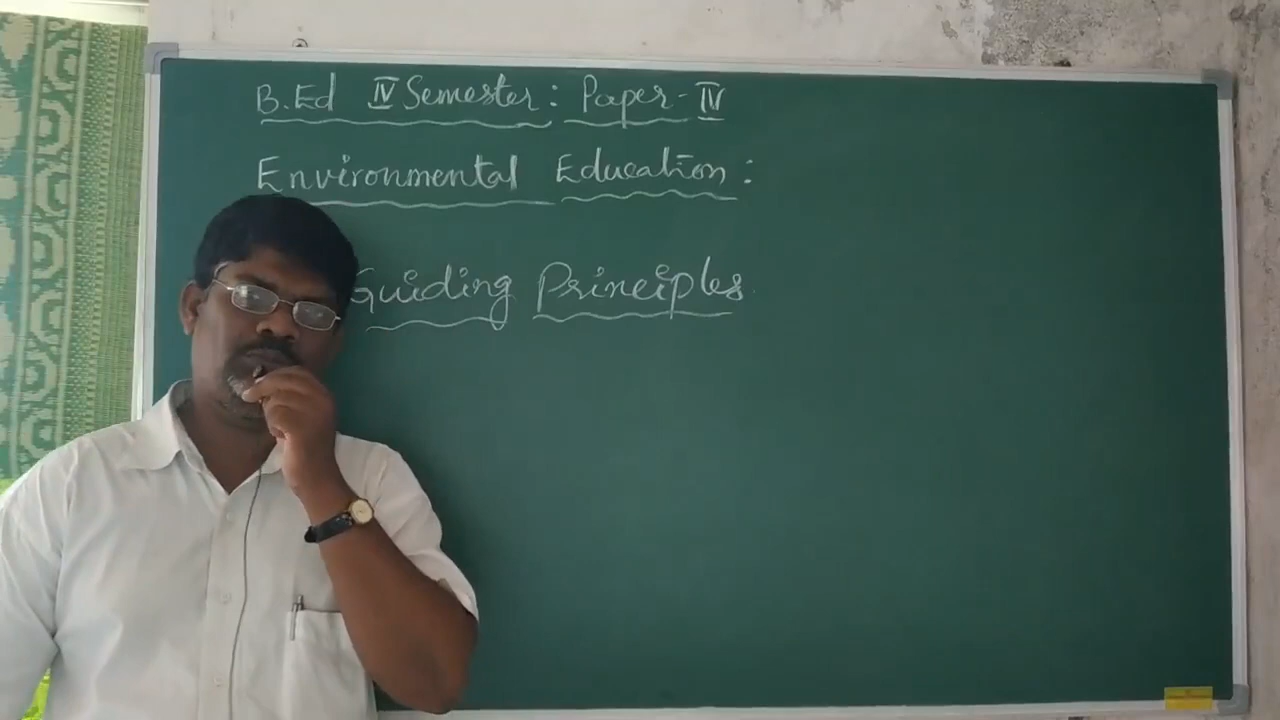 B.Ed IV Semester: Paper-IV
Environmental Education:
Guiding Principles